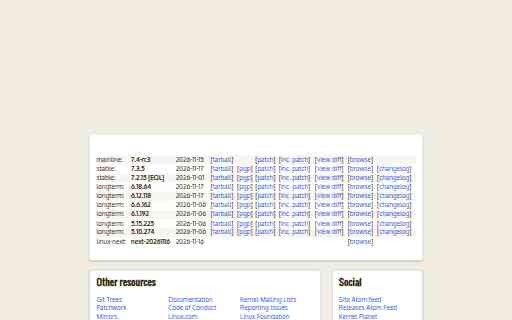 mainline: 7.4-rc3 2026-11-15 [tarball] [patch] [inc. patch] [view diff] [browse]
stable: 7.3.5 2026-11-17 [tarball] [pgp] [patch] [inc. patch] [view diff] [browse] [changelog]
stable: 7.2.15 [EOL] 2026-11-01 [tarball] [pgp] [patch] [inc. patch] [view diff] [browse] [changelog]
longterm: 6.18.64 2026-11-17 [tarball] [pgp] [patch] [inc. patch] [view diff] [browse] [changelog]
longterm: 6.12.118 2026-11-06 [tarball] [pgp] [patch] [inc. patch] [view diff] [browse] [changelog]
longterm: 6.6.162 2026-11-06 [tarball] [pgp] [patch] [inc. patch] [view diff] [browse] [changelog]
longterm: 6.1.192 2026-11-06 [tarball] [pgp] [patch] [inc. patch] [view diff] [browse] [changelog]
longterm: 5.15.225 2026-11-06 [tarball] [pgp] [patch] [inc. patch] [view diff] [browse] [changelog]
longterm: 5.10.274 2026-11-06 [tarball] [pgp] [patch] [inc. patch] [view diff] [browse] [changelog]
linux-next: next-20261116 2026-11-16 [browse]
Other resources
Git Trees Documentation Kernel Mailing Lists
Patchwork Code of Conduct Reporting Issues
Mirrors Linux.com Linux Foundation
Social
Site Atom feed
Releases Atom Feed
Kernel Planet